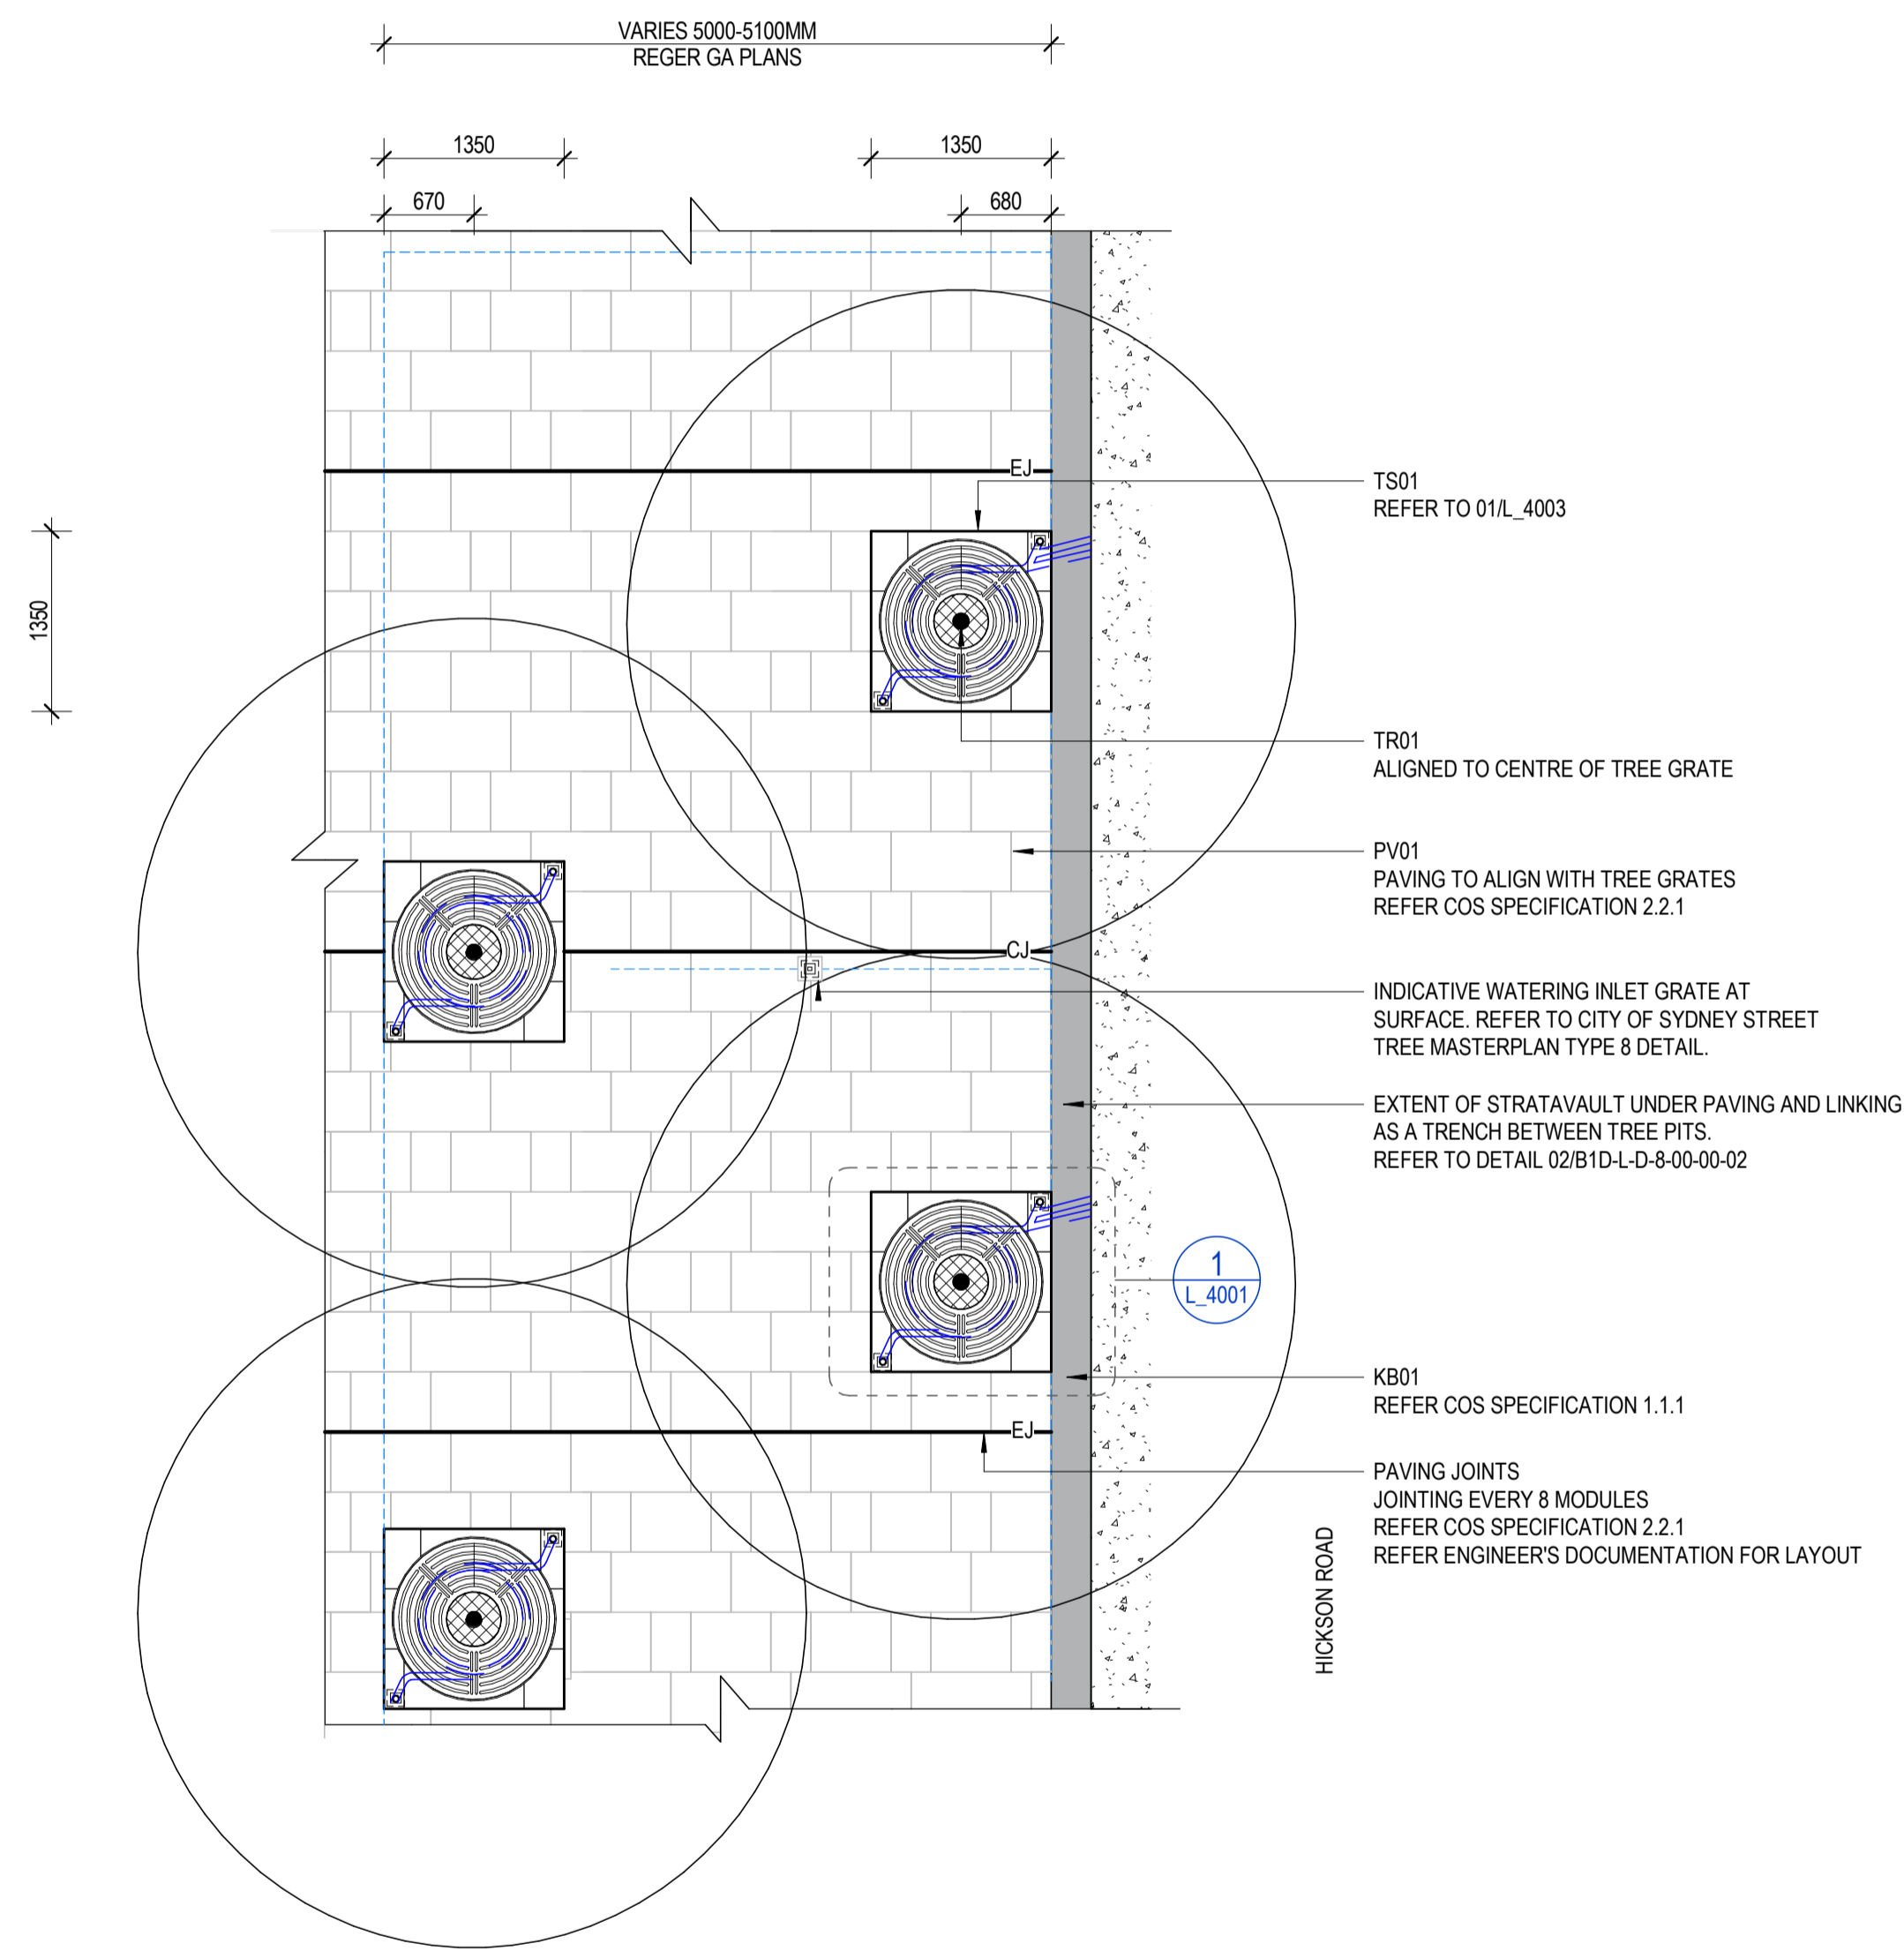 VARIES 5000-5100MM
REGER GA PLANS
1350
1350
670
680
1350
EJ
TS01
REFER TO 01/L_4003
TR01
ALIGNED TO CENTRE OF TREE GRATE
PV01
PAVING TO ALIGN WITH TREE GRATES
REFER COS SPECIFICATION 2.2.1
CJ
INDICATIVE WATERING INLET GRATE AT
SURFACE. REFER TO CITY OF SYDNEY STREET
TREE MASTERPLAN TYPE 8 DETAIL.
EXTENT OF STRATAVAULT UNDER PAVING AND LINKING
AS A TRENCH BETWEEN TREE PITS.
REFER TO DETAIL 02/B1D-L-D-8-00-00-02
1
L_4001
KB01
REFER COS SPECIFICATION 1.1.1
EJ
PAVING JOINTS
JOINTING EVERY 8 MODULES
REFER COS SPECIFICATION 2.2.1
REFER ENGINEER'S DOCUMENTATION FOR LAYOUT
HICKSON ROAD